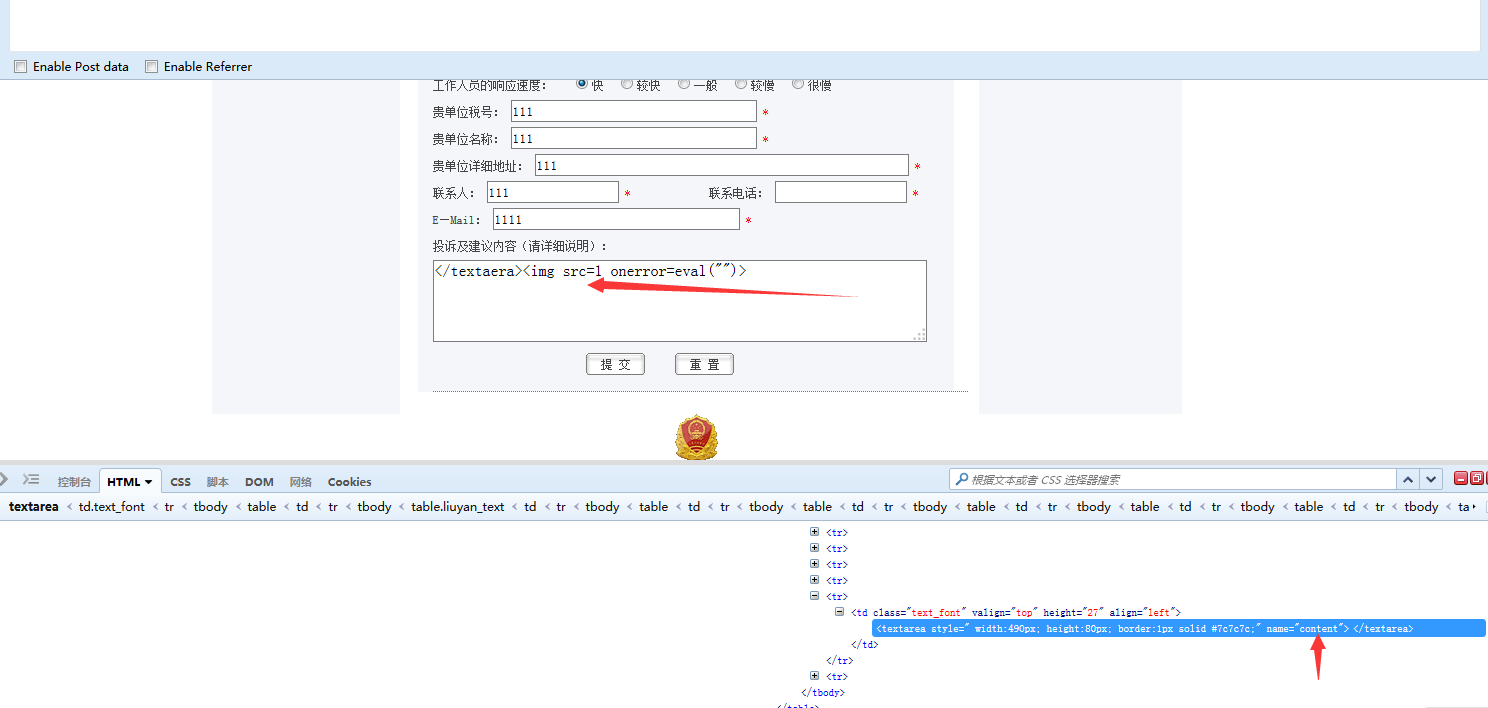 Enable Post data Enable Referrer
工作人员的响应速度： 快 较快 一般 较慢 很慢
贵单位税号： 111 *
贵单位名称： 111 *
贵单位详细地址： 111 *
联系人： 111 * 联系电话： *
E—Mail： 1111 *
投诉及建议内容（请详细说明）：
</textaera><img src=1 onerror=eval("")>
提 交 重 置
控制台 HTML CSS 脚本 DOM 网络 Cookies 根据文本或者 CSS 选择器搜索
textarea < td.text_font < tr < tbody < table < td < tr < tbody < table.liuyan_text < td < tr < tbody < table < td < tr < tbody < table < td < tr < tbody < table < td < tr < tbody < table < td < tr < tbody < table < td < tr < tbody < ta
<tr>
<tr>
<tr>
<tr>
<tr>
<td class="text_font" valign="top" height="27" align="left">
<textarea style=" width:490px; height:80px; border:1px solid #7c7c7c;" name="content"> </textarea>
</td>
</tr>
<tr>
</tbody>
</table>